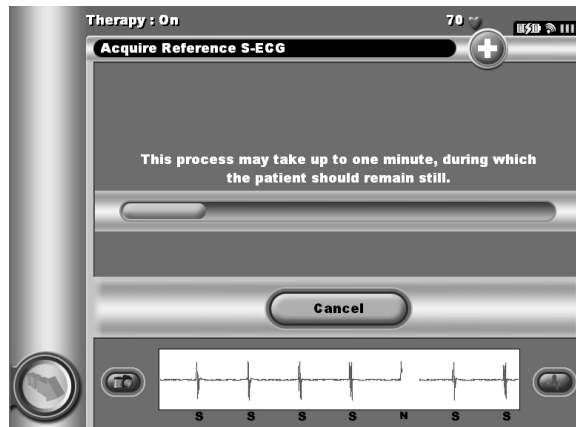 Therapy : On
70
Acquire Reference S-ECG
This process may take up to one minute, during which
the patient should remain still.
Cancel
S S S S N S S